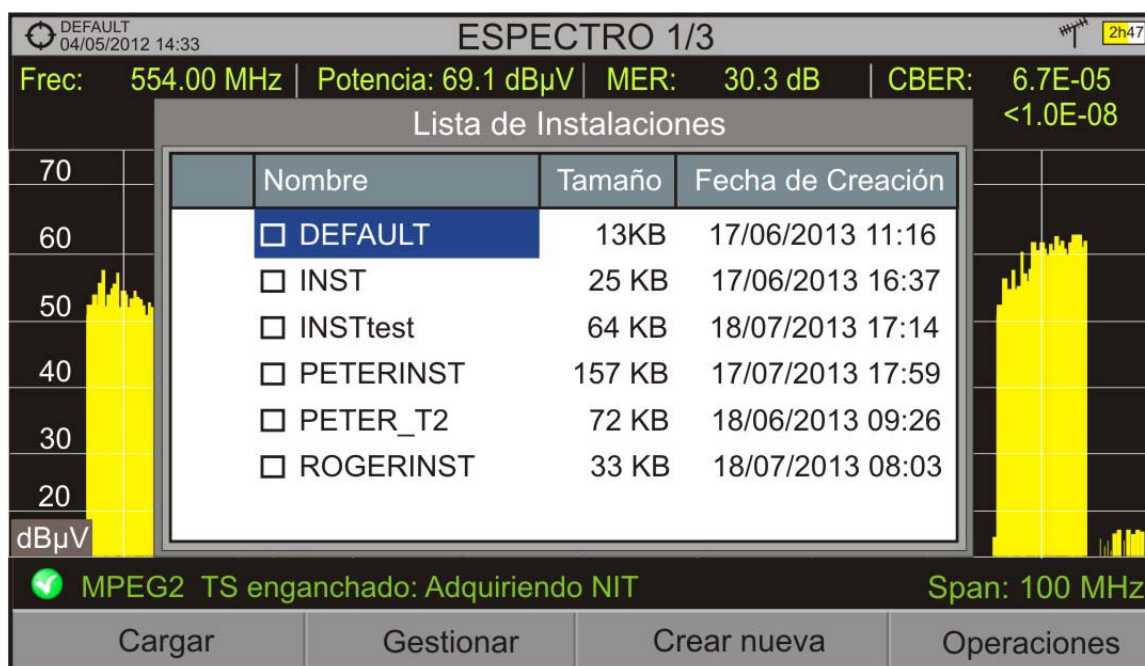 DEFAULT
04/05/2012 14:33
ESPECTRO 1/3
2h47
Frec: 554.00 MHz | Potencia: 69.1 dBµV | MER: 30.3 dB | CBER: 6.7E-05
<1.0E-08
Lista de Instalaciones
Nombre Tamaño Fecha de Creación
DEFAULT 13KB 17/06/2013 11:16
INST 25 KB 17/06/2013 16:37
INSTtest 64 KB 18/07/2013 17:14
PETERINST 157 KB 17/07/2013 17:59
PETER_T2 72 KB 18/06/2013 09:26
ROGERINST 33 KB 18/07/2013 08:03
70
60
50
40
30
20
dBµV
MPEG2 TS enganchado: Adquiriendo NIT Span: 100 MHz
Cargar Gestionar Crear nueva Operaciones